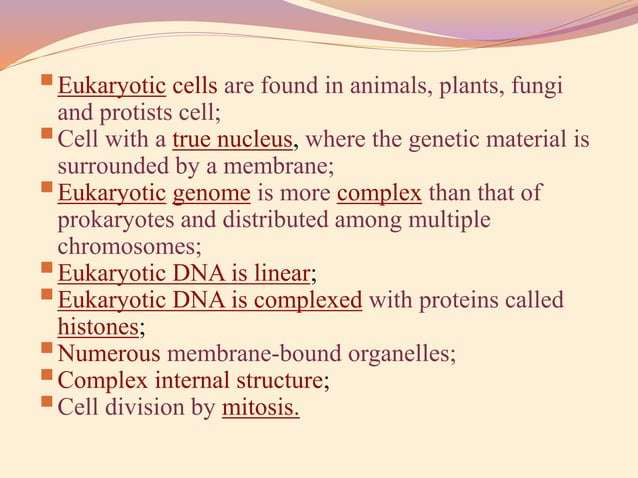 Eukaryotic cells are found in animals, plants, fungi
and protists cell;
Cell with a true nucleus, where the genetic material is
surrounded by a membrane;
Eukaryotic genome is more complex than that of
prokaryotes and distributed among multiple
chromosomes;
Eukaryotic DNA is linear;
Eukaryotic DNA is complexed with proteins called
histones;
Numerous membrane-bound organelles;
Complex internal structure;
Cell division by mitosis.